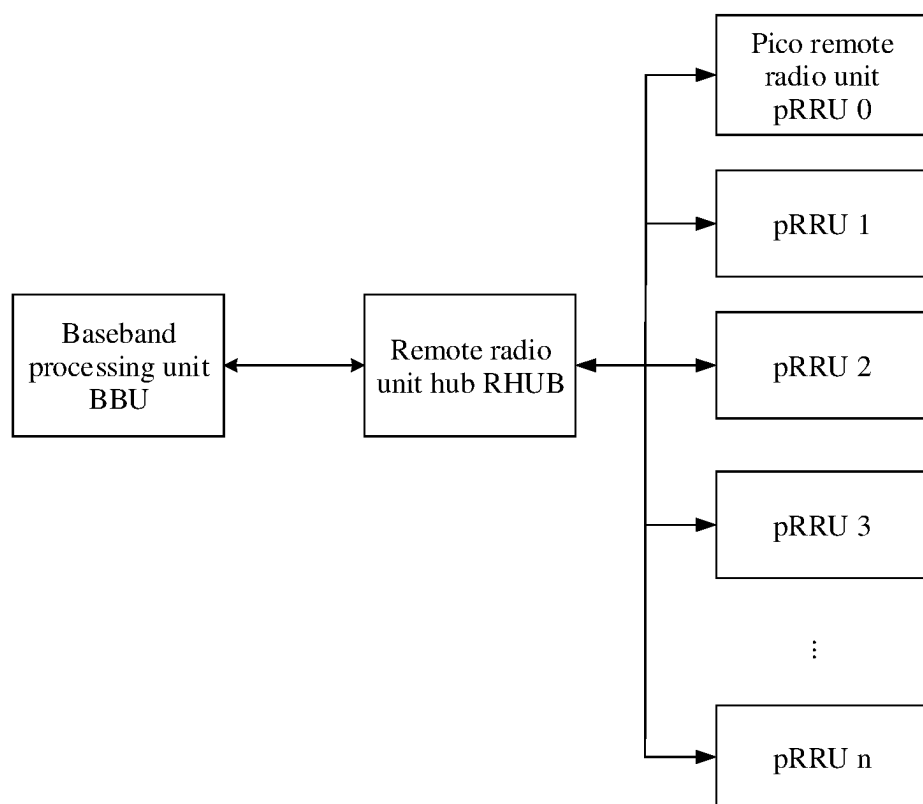 Pico remote
radio unit
pRRU 0
pRRU 1
Baseband
processing unit
BBU
Remote radio
unit hub RHUB
pRRU 2
pRRU 3
⋮
pRRU n